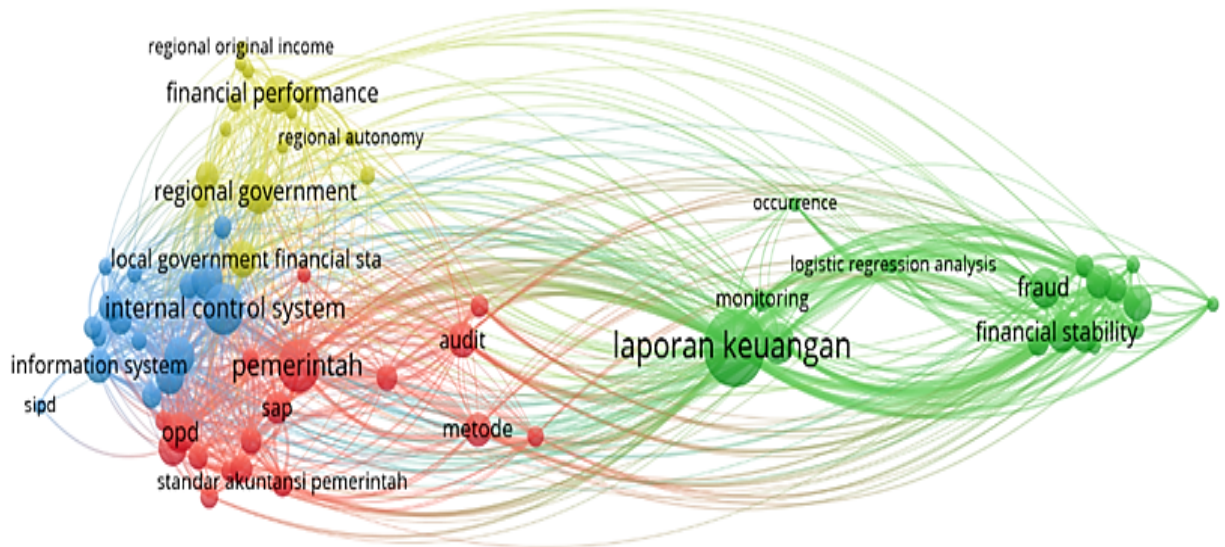 regional original income
financial performance
regional autonomy
regional government
occurrence
local government financial sta
logistic regression analysis
fraud
monitoring
internal control system
financial stability
audit
laporan keuangan
information system
pemerintah
sipd
sap
opd
metode
standar akuntansi pemerintah